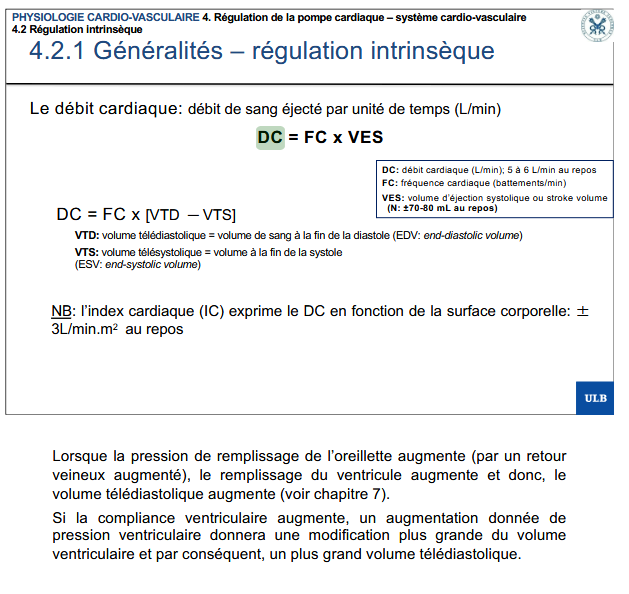 PHYSIOLOGIE CARDIO-VASCULAIRE 4. Régulation de la pompe cardiaque – système cardio-vasculaire
4.2 Régulation intrinsèque
4.2.1 Généralités – régulation intrinsèque
Le débit cardiaque: débit de sang éjecté par unité de temps (L/min)
DC = FC x VES
DC: débit cardiaque (L/min); 5 à 6 L/min au repos
FC: fréquence cardiaque (battements/min)
VES: volume d’éjection systolique ou stroke volume
(N: ±70-80 mL au repos)
DC = FC x [VTD – VTS]
VTD: volume télédiastolique = volume de sang à la fin de la diastole (EDV: end-diastolic volume)
VTS: volume télésystolique = volume à la fin de la systole
(ESV: end-systolic volume)
NB: l’index cardiaque (IC) exprime le DC en fonction de la surface corporelle: ±
3L/min.m² au repos
ULB
Lorsque la pression de remplissage de l’oreillette augmente (par un retour
veineux augmenté), le remplissage du ventricule augmente et donc, le
volume télédiastolique augmente (voir chapitre 7).
Si la compliance ventriculaire augmente, un augmentation donnée de
pression ventriculaire donnera une modification plus grande du volume
ventriculaire et par conséquent, un plus grand volume télédiastolique.